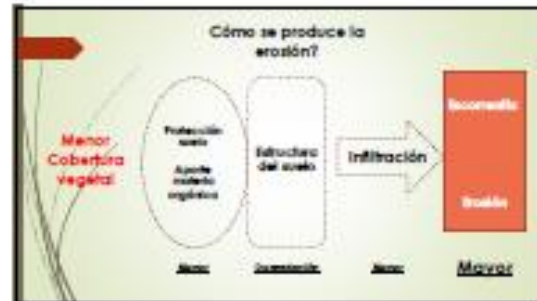 Cómo se produce la
erosión?
Menor
Cobertura
vegetal
Protección
suelo
Aporte
materia
orgánica
Estructura
del suelo
Infiltración
Escorrentía
Erosión
Menor
Menor
Mayor